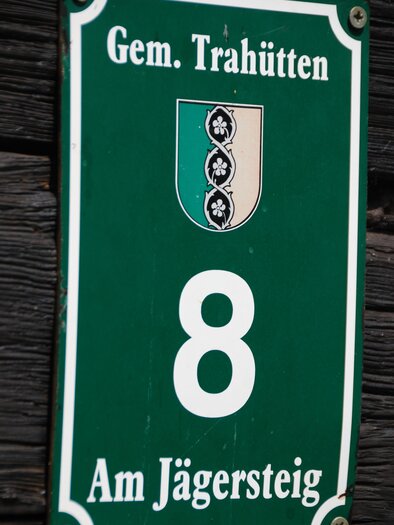 Gem. Trahütten
8
Am Jägersteig